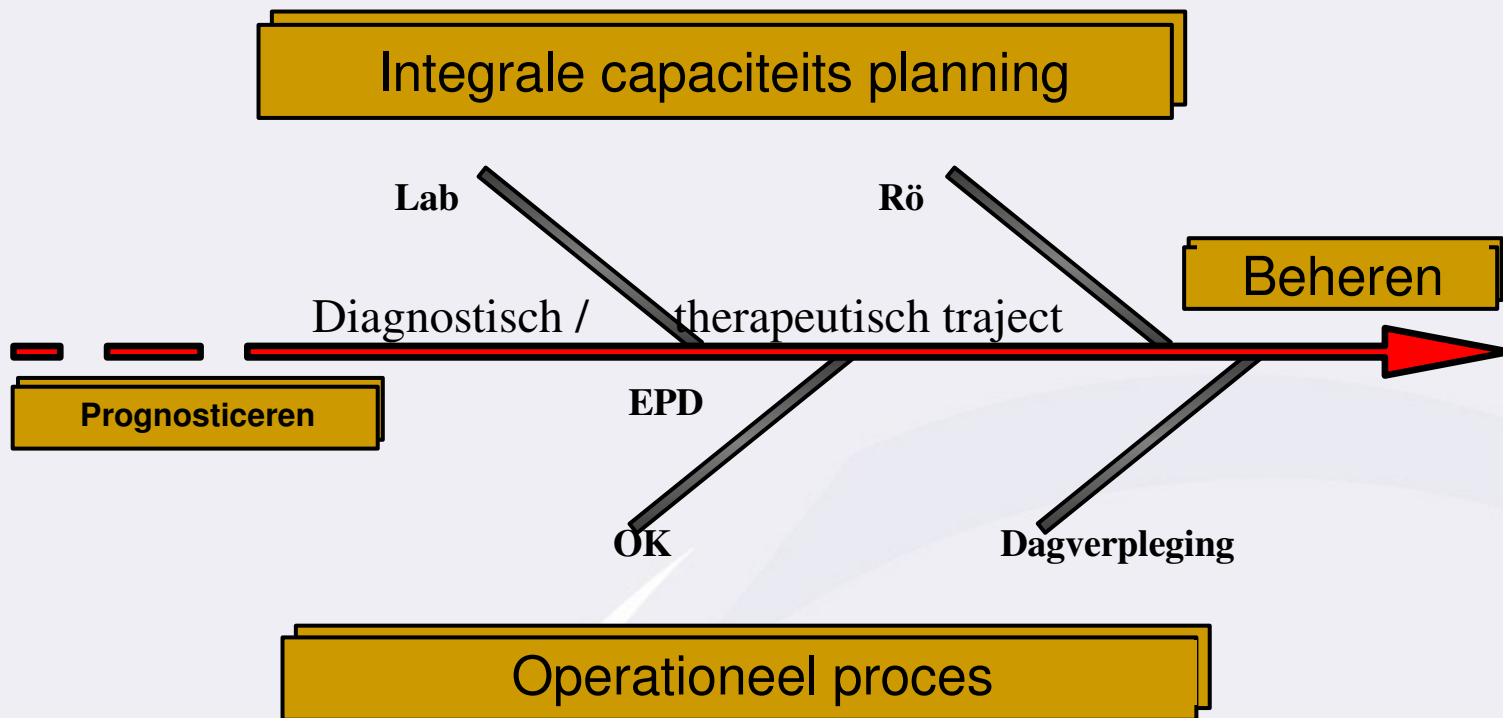 Integrale capaciteits planning
Lab
Rö
Beheren
Diagnostisch / therapeutisch traject
Prognosticeren
EPD
OK
Dagverpleging
Operationeel proces